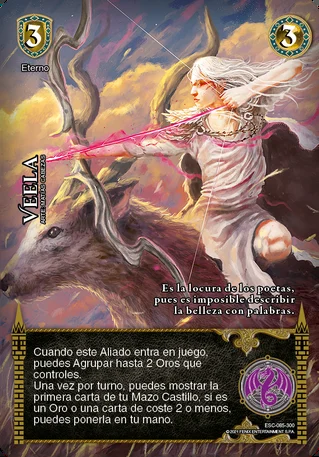 3
3
Eterno
VEELA
ARTE: MATÍAS CABEZAS
Es la locura de los poetas,
pues es imposible describir
la belleza con palabras.
Cuando este Aliado entra en juego,
puedes Agrupar hasta 2 Oros que
controles.
Una vez por turno, puedes mostrar la
primera carta de tu Mazo Castillo, si es
un Oro o una carta de coste 2 o menos,
puedes ponerla en tu mano.
ESC-085-300
©2021 FENIX ENTERTAINMENT S.P.A.